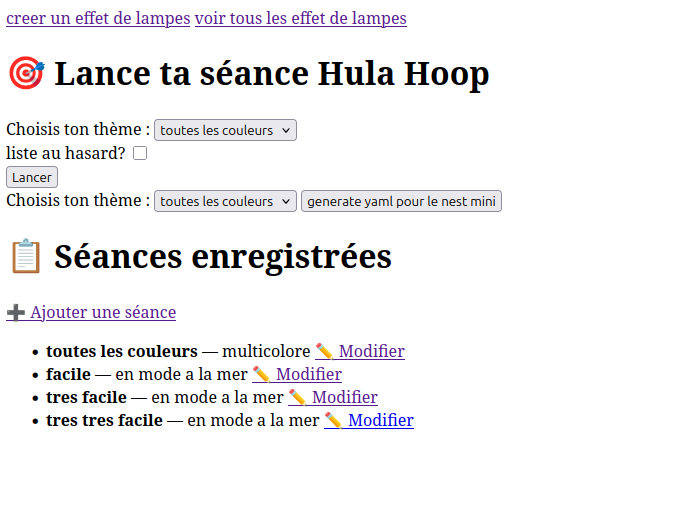 creer un effet de lampes voir tous les effet de lampes
🎯 Lance ta séance Hula Hoop
Choisis ton thème : toutes les couleurs
liste au hasard?
Lancer
Choisis ton thème : toutes les couleurs generate yaml pour le nest mini
📋 Séances enregistrées
➕ Ajouter une séance
• toutes les couleurs — multicolore ✏️ Modifier
• facile — en mode a la mer ✏️ Modifier
• tres facile — en mode a la mer ✏️ Modifier
• tres tres facile — en mode a la mer ✏️ Modifier